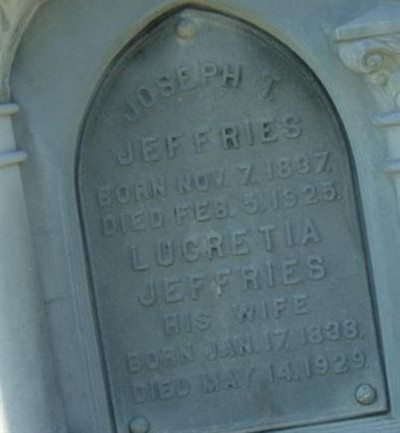 JOSEPH T.
JEFFRIES
BORN NOV. 7, 1837.
DIED FEB. 5, 1925.
LUCRETIA
JEFFRIES
HIS WIFE
BORN JAN. 17, 1838.
DIED MAY 14, 1929.